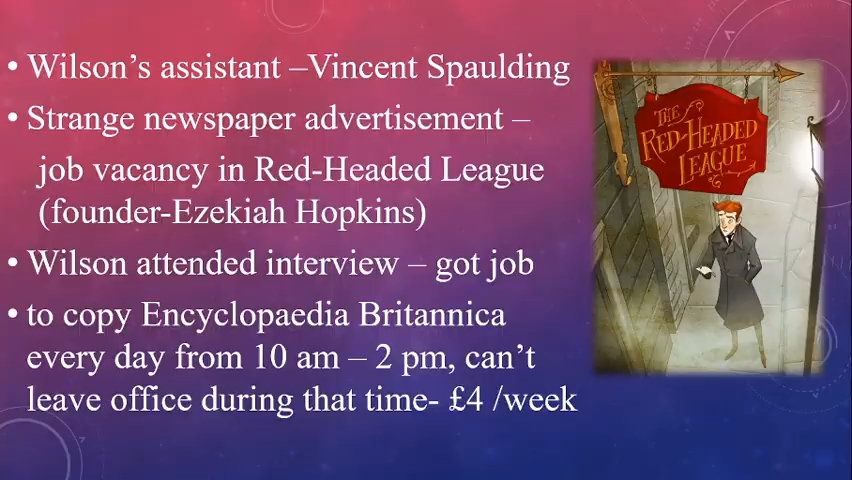 • Wilson’s assistant –Vincent Spaulding
• Strange newspaper advertisement –
job vacancy in Red-Headed League
(founder-Ezekiah Hopkins)
• Wilson attended interview – got job
• to copy Encyclopaedia Britannica
every day from 10 am – 2 pm, can’t
leave office during that time- £4 /week
THE
RED-HEADED
LEAGUE